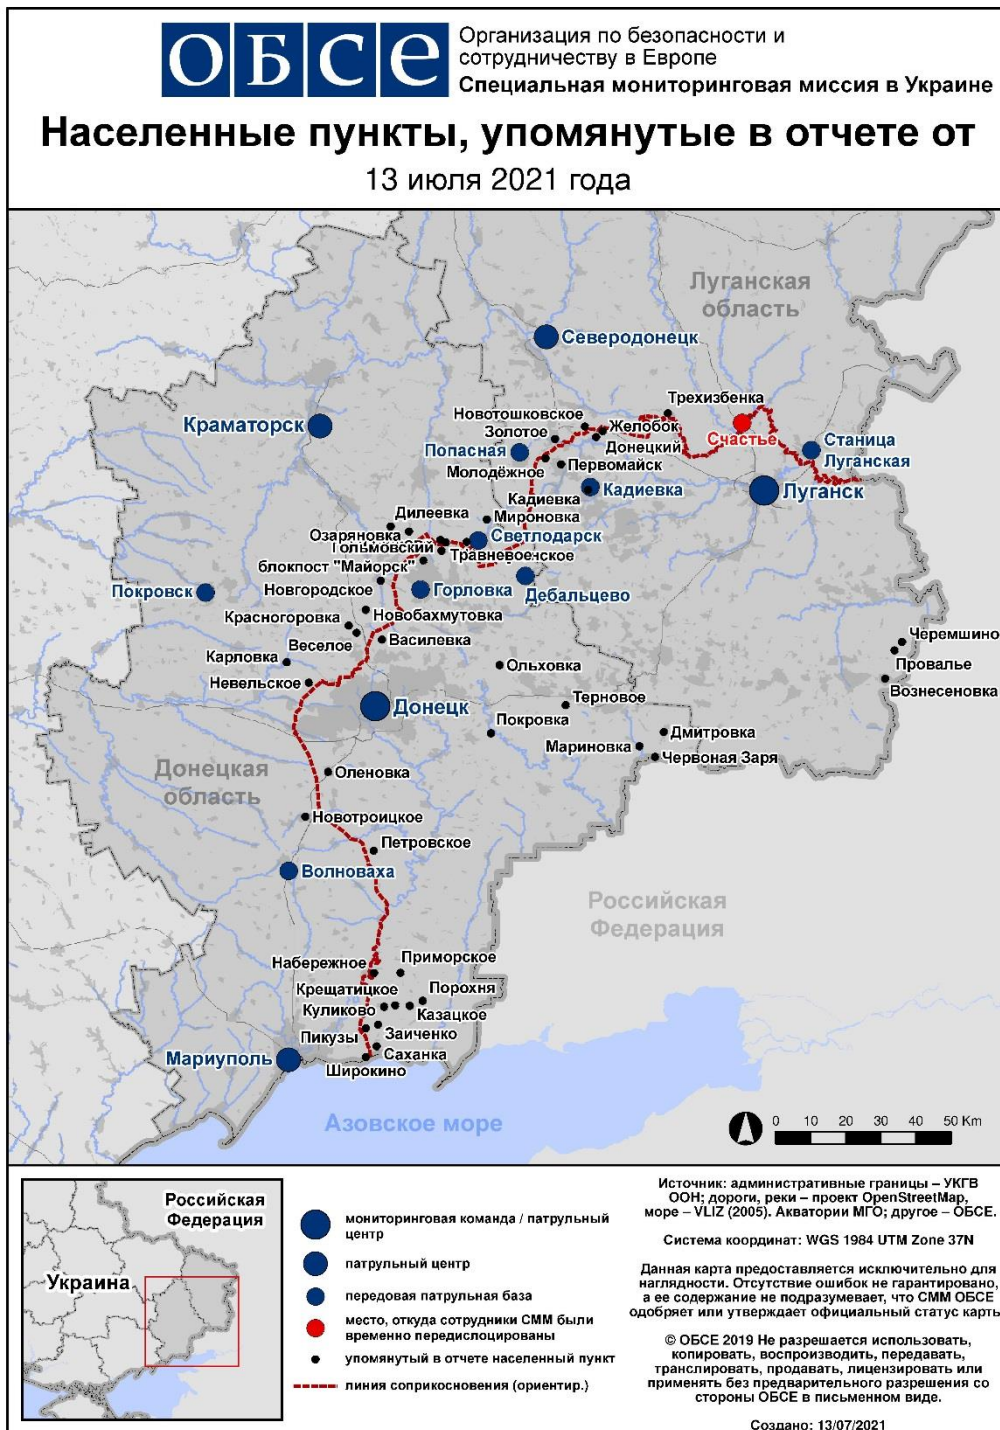 ОБСЕ
Организация по безопасности и
сотрудничеству в Европе
Специальная мониторинговая миссия в Украине
Населенные пункты, упомянутые в отчете от
13 июля 2021 года
Луганская
область
Северодонецк
Трехизбенка
Краматорск
Новотошковское
Золотое
Желобок
Донецкий
Счастье
Станица
Луганская
Попасная
Молодёжное
Первомайск
Кадиевка
Кадиевка
Луганск
Дилеевка
Мироновка
Озаряновка
Гольмовский
Светлодарск
Травневое
блокпост "Майорск"
Новгородское
Горловка
Дебальцево
Покровск
Красногоровка
Новобахмутовка
Веселое
Василевка
Карловка
Невельское
Ольховка
Черемшино
Провалье
Вознесеновка
Донецк
Терновое
Покровка
Дмитровка
Мариновка
Червоная Заря
Донецкая
область
Оленовка
Новотроицкое
Петровское
Волноваха
Российская
Федерация
Набережное
Приморское
Крещатицкое
Порохня
Куликово
Казацкое
Пикузы
Заиченко
Саханка
Мариуполь
Широкино
Азовское море
0 10 20 30 40 50 Km
Российская
Федерация
Украина
мониторинговая команда / патрульный
центр
патрульный центр
передовая патрульная база
место, откуда сотрудники СММ были
временно передислоцированы
упомянутый в отчете населенный пункт
линия соприкосновения (ориентир.)
Источник: административные границы – УКГВ
ООН; дороги, реки – проект OpenStreetMap,
море – VLIZ (2005). Акватории МГО; другое – ОБСЕ.
Система координат: WGS 1984 UTM Zone 37N
Данная карта предоставляется исключительно для
наглядности. Отсутствие ошибок не гарантировано,
а ее содержание не подразумевает, что СММ ОБСЕ
одобряет или утверждает официальный статус карты.
© ОБСЕ 2019 Не разрешается использовать,
копировать, воспроизводить, передавать,
транслировать, продавать, лицензировать или
применять без предварительного разрешения со
стороны ОБСЕ в письменном виде.
Создано: 13/07/2021